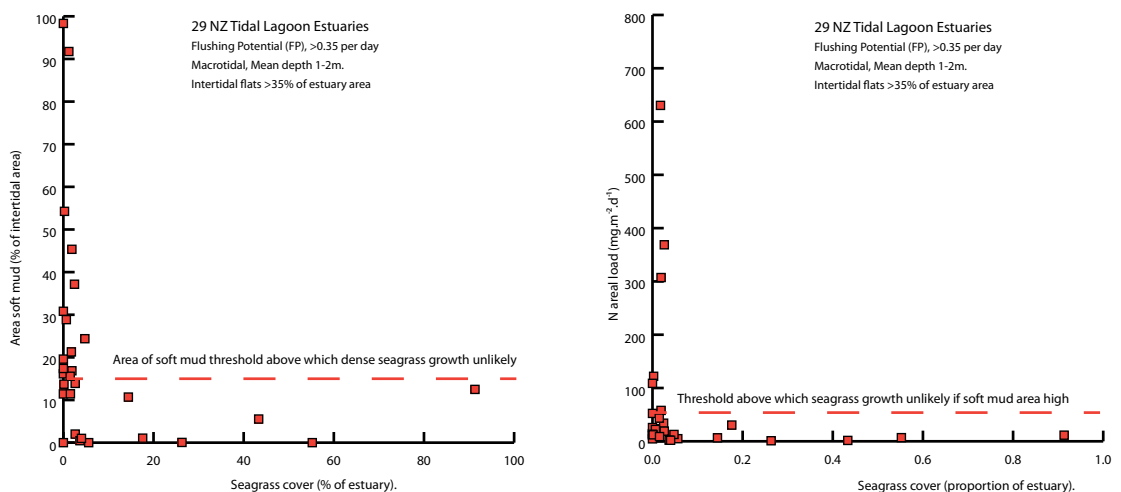 29 NZ Tidal Lagoon Estuaries
Flushing Potential (FP), >0.35 per day
Macrotidal, Mean depth 1-2m.
Intertidal flats >35% of estuary area
Area soft mud (% of intertidal area)
100
90
80
70
60
50
40
30
20
10
0
Area of soft mud threshold above which dense seagrass growth unlikely
0 20 40 60 80 100
Seagrass cover (% of estuary).
29 NZ Tidal Lagoon Estuaries
Flushing Potential (FP), >0.35 per day
Macrotidal, Mean depth 1-2m.
Intertidal flats >35% of estuary area
N areal load (mg.m⁻².d⁻¹)
800
700
600
500
400
300
200
100
0
Threshold above which seagrass growth unlikely if soft mud area high
0.0 0.2 0.4 0.6 0.8 1.0
Seagrass cover (proportion of estuary).